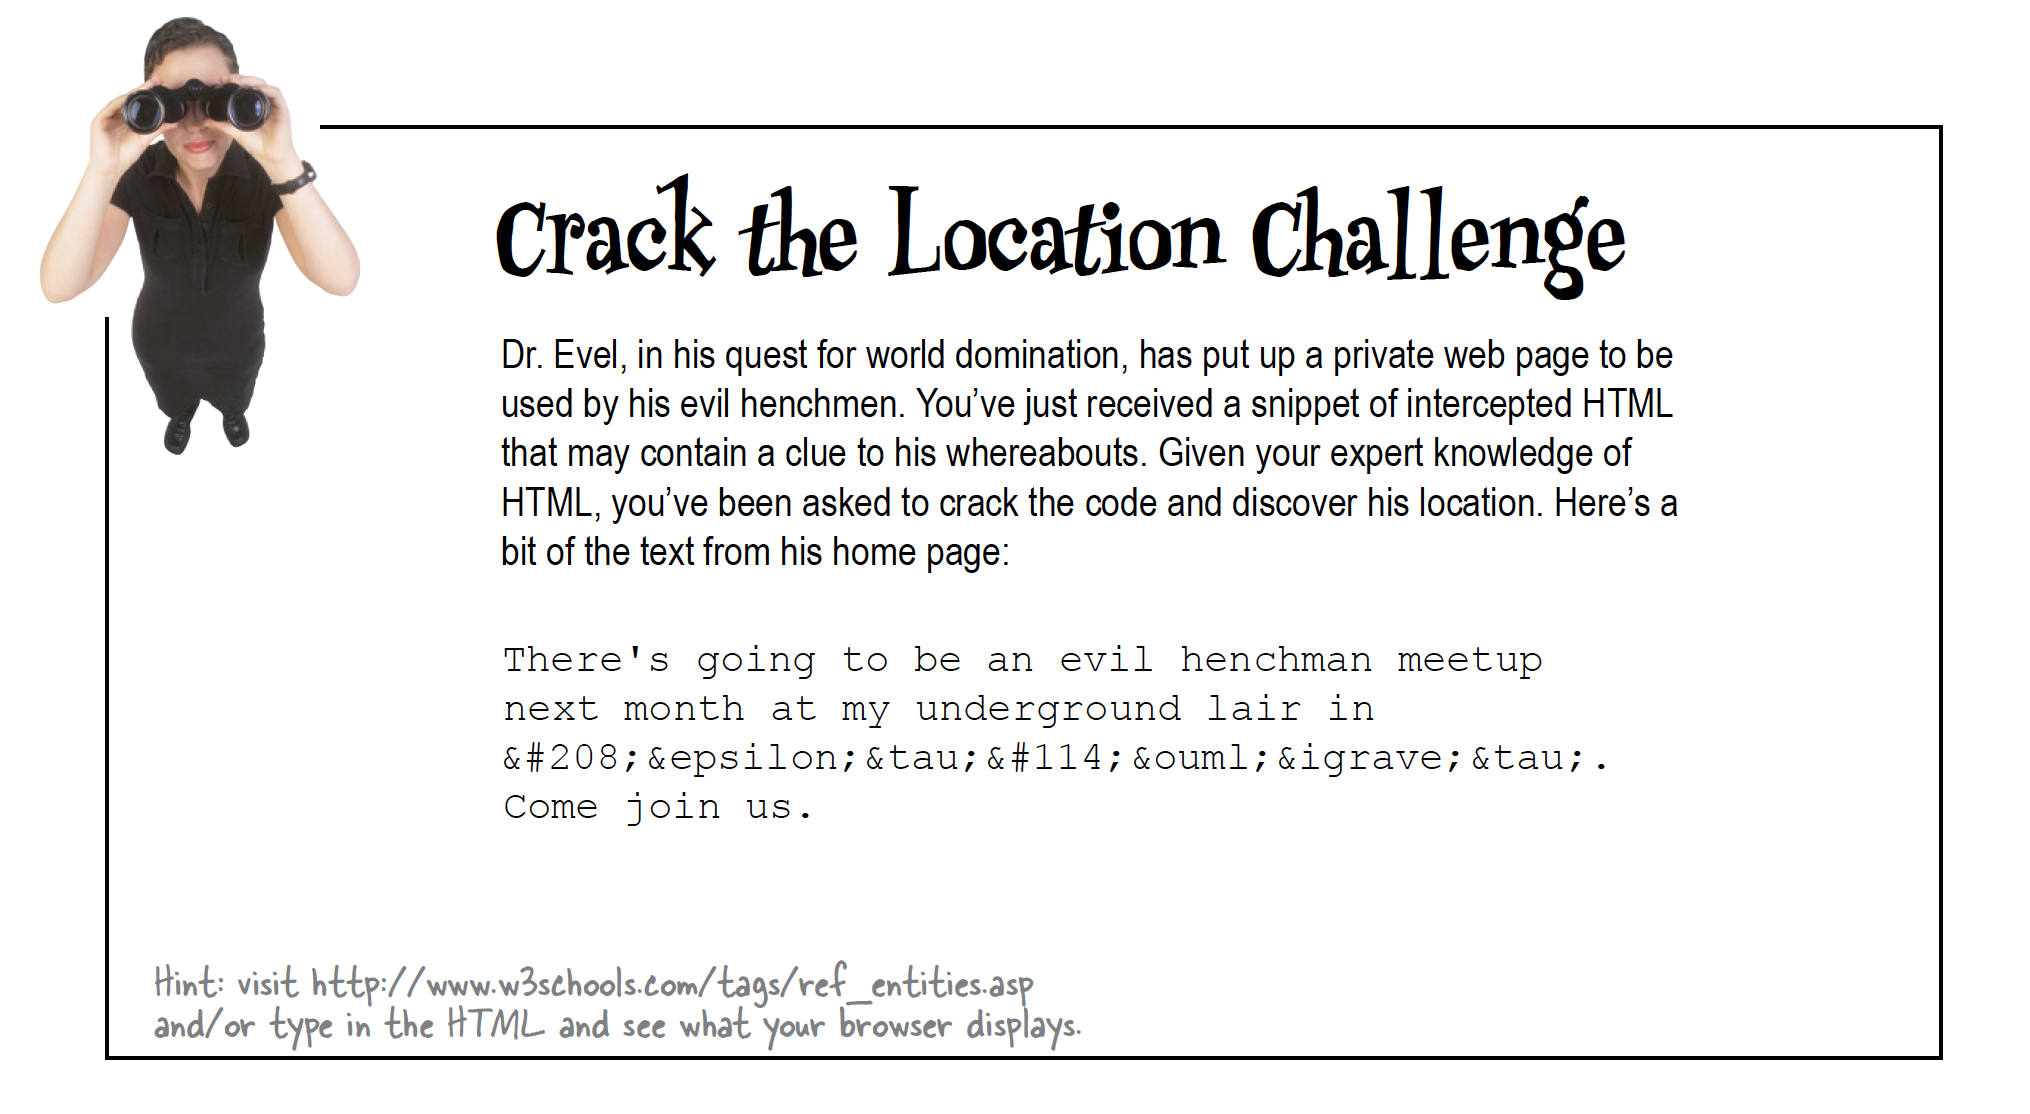 Crack the Location Challenge
Dr. Evel, in his quest for world domination, has put up a private web page to be
used by his evil henchmen. You’ve just received a snippet of intercepted HTML
that may contain a clue to his whereabouts. Given your expert knowledge of
HTML, you’ve been asked to crack the code and discover his location. Here’s a
bit of the text from his home page:
There's going to be an evil henchman meetup
next month at my underground lair in
&#208;&epsilon;&tau;&#114;&ouml;&igrave;&tau;.
Come join us.
Hint: visit http://www.w3schools.com/tags/ref_entities.asp
and/or type in the HTML and see what your browser displays.